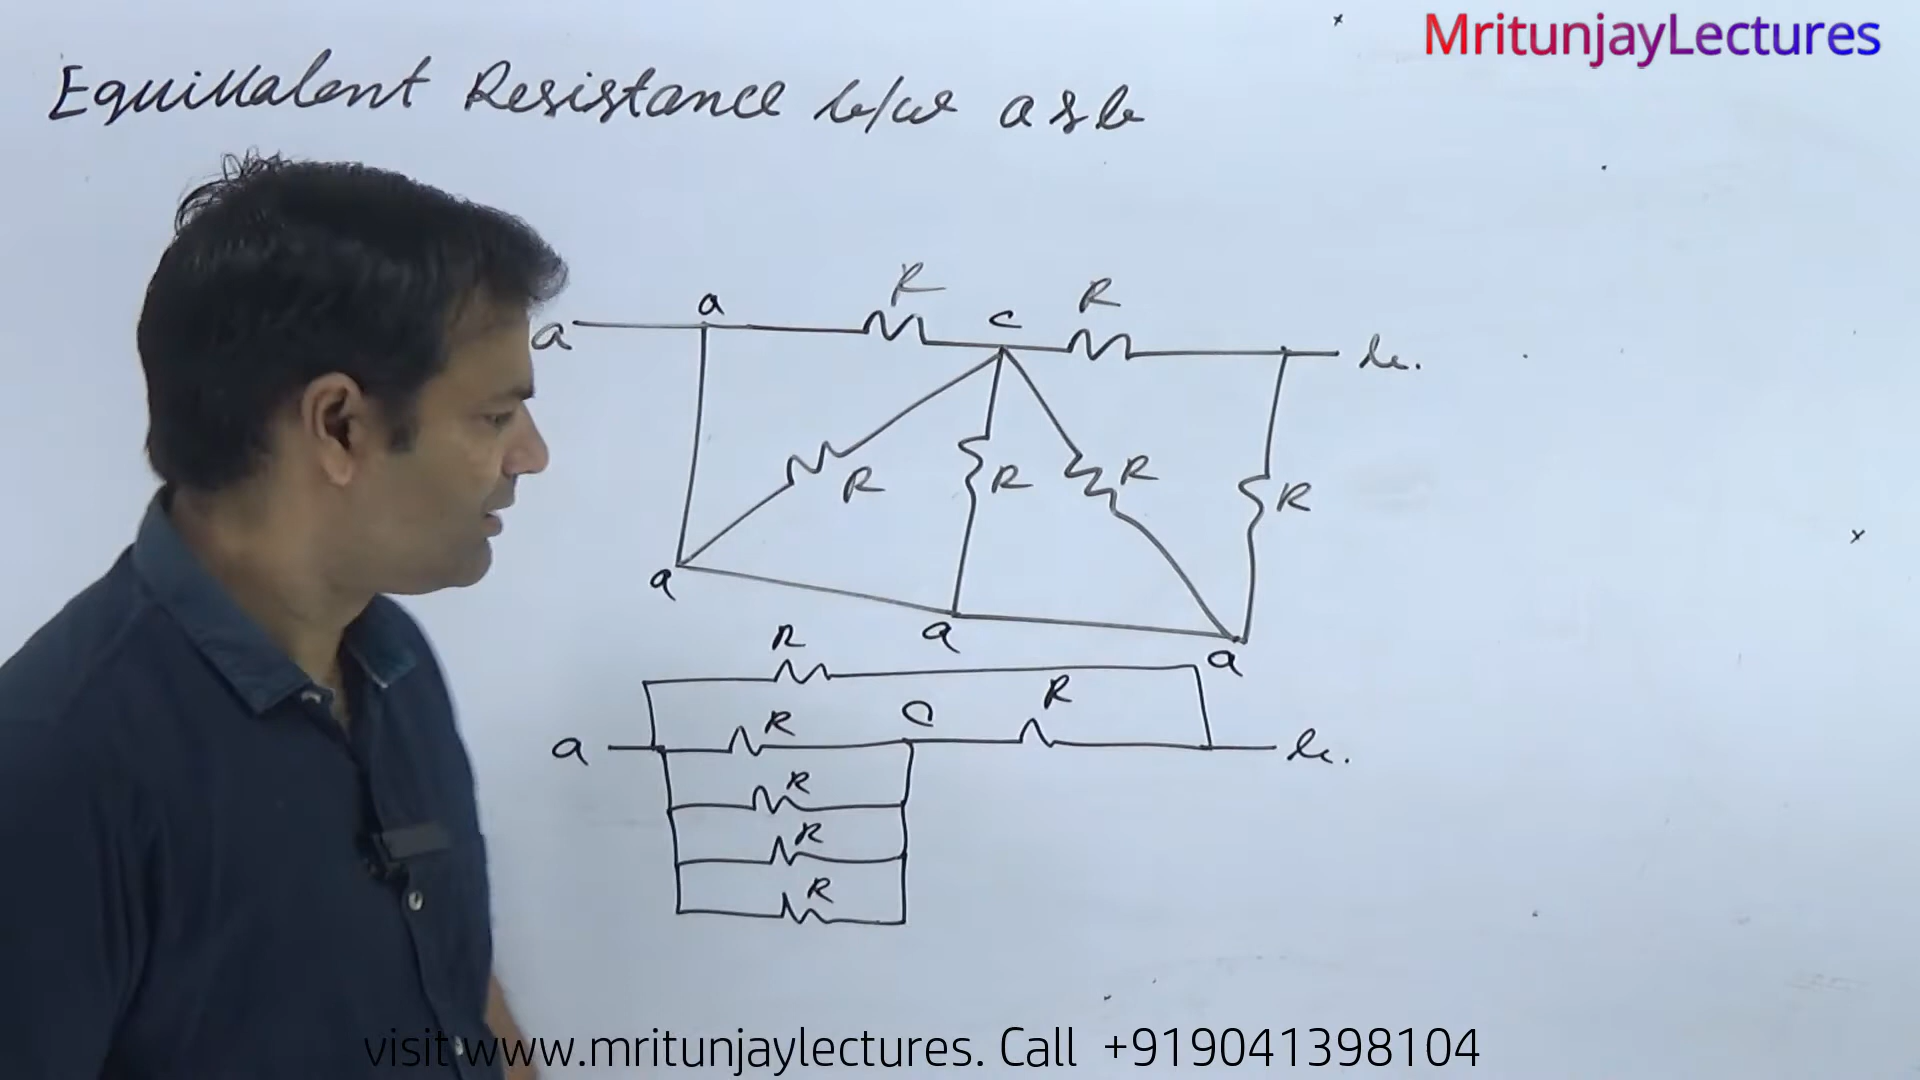 MritunjayLectures
Equivalent Resistance b/w a & b
R
R
a
a
c
b.
R
R
R
R
a
a
a
R
R
R
c
a
b.
R
R
R
visit www.mritunjaylectures. Call +919041398104